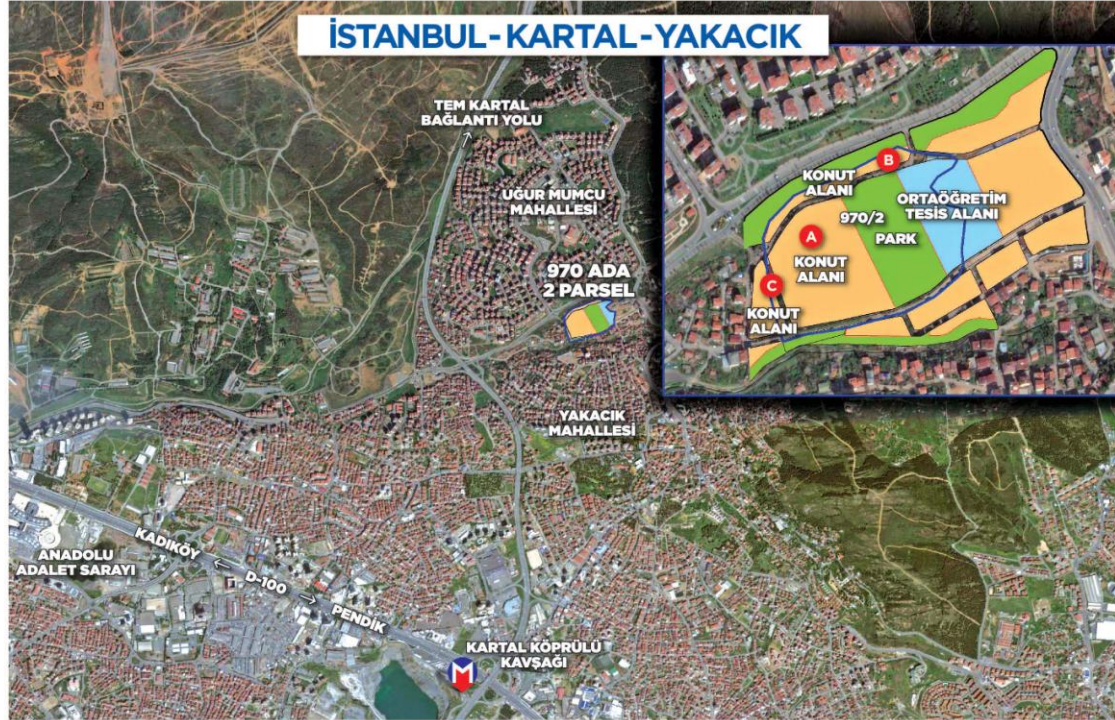 İSTANBUL-KARTAL-YAKACIK
TEM KARTAL
BAĞLANTI YOLU
UĞUR MUMCU
MAHALLESİ
970 ADA
2 PARSEL
B
KONUT
ALANI
ORTAÖĞRETİM
TESİS ALANI
970/2
PARK
A
KONUT
ALANI
C
KONUT
ALANI
YAKACIK
MAHALLESİ
ANADOLU
ADALET SARAYI
KADIKÖY
D-100
PENDİK
KARTAL KÖPRÜLÜ
KAVŞAĞI
M